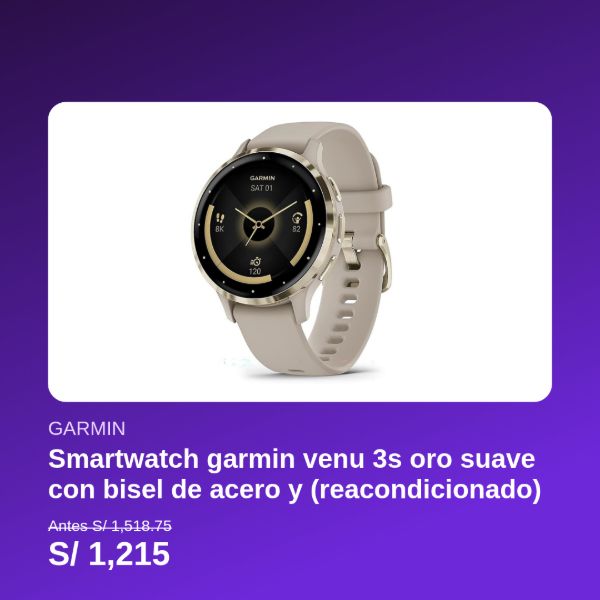 GARMIN
SAT 01
8K
82
120
GARMIN
Smartwatch garmin venu 3s oro suave
con bisel de acero y (reacondicionado)
Antes S/ 1,518.75
S/ 1,215